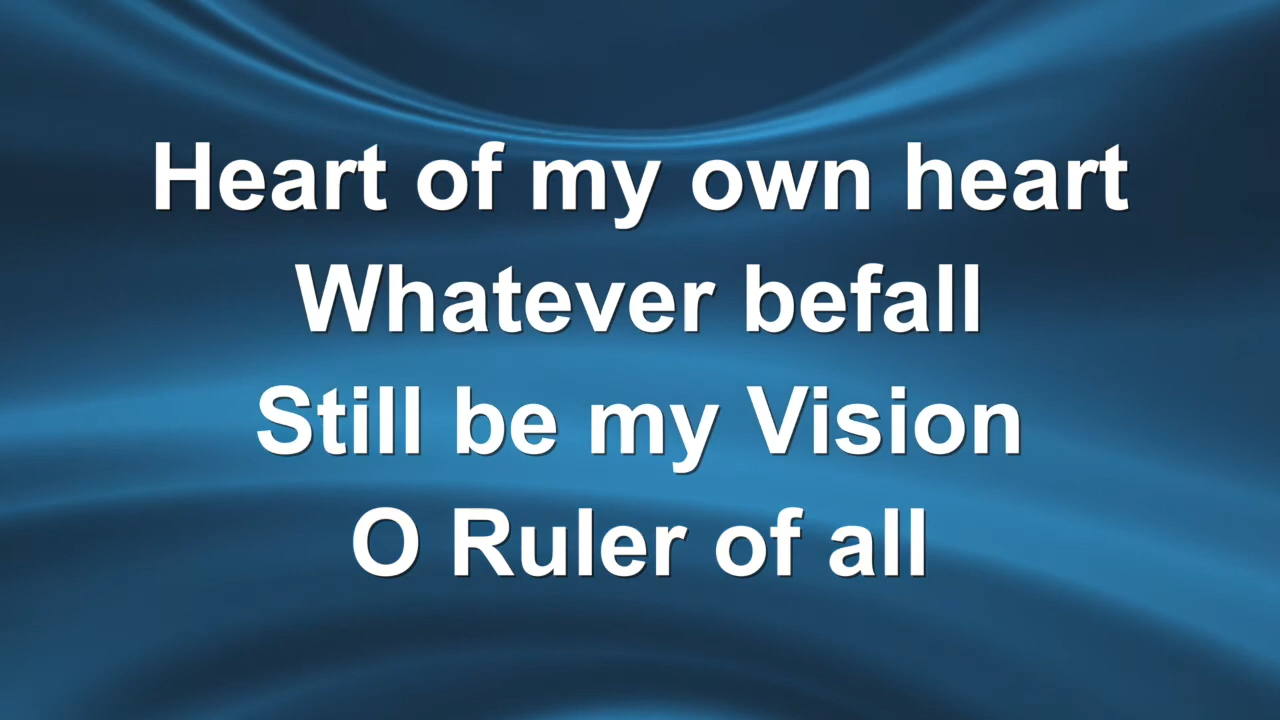 Heart of my own heart
Whatever befall
Still be my Vision
O Ruler of all